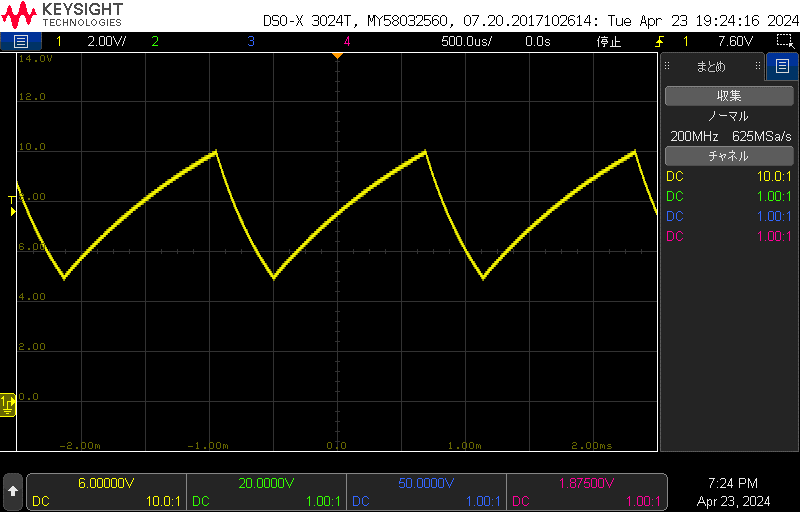 KEYSIGHT
TECHNOLOGIES
DSO-X 3024T, MY58032560, 07.20.2017102614: Tue Apr 23 19:24:16 2024
1 2.00V/ 2 3 4 500.0us/ 0.0s 停止 1 7.60V
14.0V
12.0
10.0
8.00
6.00
4.00
2.00
0.0
T
1
-2.00m -1.00m 0.0 1.00m 2.00ms
まとめ
収集
ノーマル
200MHz 625MSa/s
チャネル
DC 10.0:1
DC 1.00:1
DC 1.00:1
DC 1.00:1
6.00000V 20.0000V 50.0000V 1.87500V
DC 10.0:1 DC 1.00:1 DC 1.00:1 DC 1.00:1
7:24 PM
Apr 23, 2024